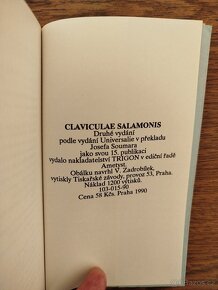 CLAVICULAE SALAMONIS
Druhé vydání
podle vydání Universalie v překladu
Josefa Soumara
jako svou 15. publikaci
vydalo nakladatelství TRIGON v ediční řadě
Ametyst.
Obálku navrhl V. Zadrobílek,
vytiskly Tiskařské závody, provoz 53, Praha.
Náklad 1200 výtisků.
103-015-90
Cena 58 Kčs. Praha 1990